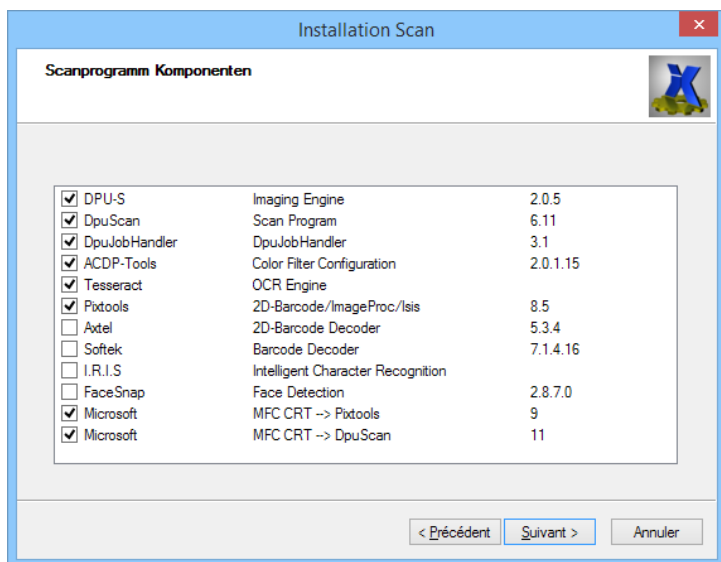 Installation Scan
Scanprogramm Komponenten
DPU-S Imaging Engine 2.0.5
DpuScan Scan Program 6.11
DpuJobHandler DpuJobHandler 3.1
ACDP-Tools Color Filter Configuration 2.0.1.15
Tesseract OCR Engine
Pixtools 2D-Barcode/ImageProc/Isis 8.5
Axtel 2D-Barcode Decoder 5.3.4
Softek Barcode Decoder 7.1.4.16
I.R.I.S Intelligent Character Recognition
FaceSnap Face Detection 2.8.7.0
Microsoft MFC CRT --> Pixtools 9
Microsoft MFC CRT --> DpuScan 11
< Précédent Suivant > Annuler